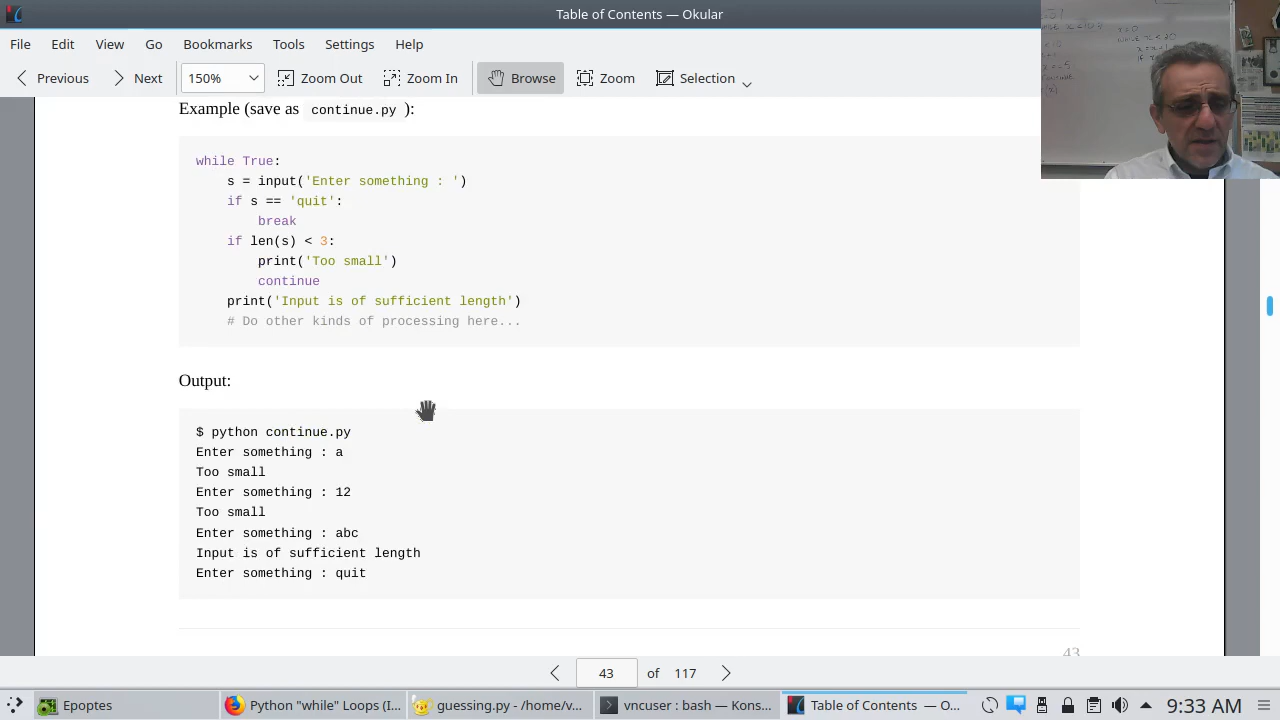 Table of Contents — Okular
File Edit View Go Bookmarks Tools Settings Help
Previous Next 150% Zoom Out Zoom In Browse Zoom Selection
Example (save as continue.py ):
while True:
s = input('Enter something : ')
if s == 'quit':
break
if len(s) < 3:
print('Too small')
continue
print('Input is of sufficient length')
# Do other kinds of processing here...
Output:
$ python continue.py
Enter something : a
Too small
Enter something : 12
Too small
Enter something : abc
Input is of sufficient length
Enter something : quit
43
43 of 117
Epoptes Python "while" Loops (I... guessing.py - /home/v... vncuser : bash — Kons... Table of Contents — O... 9:33 AM